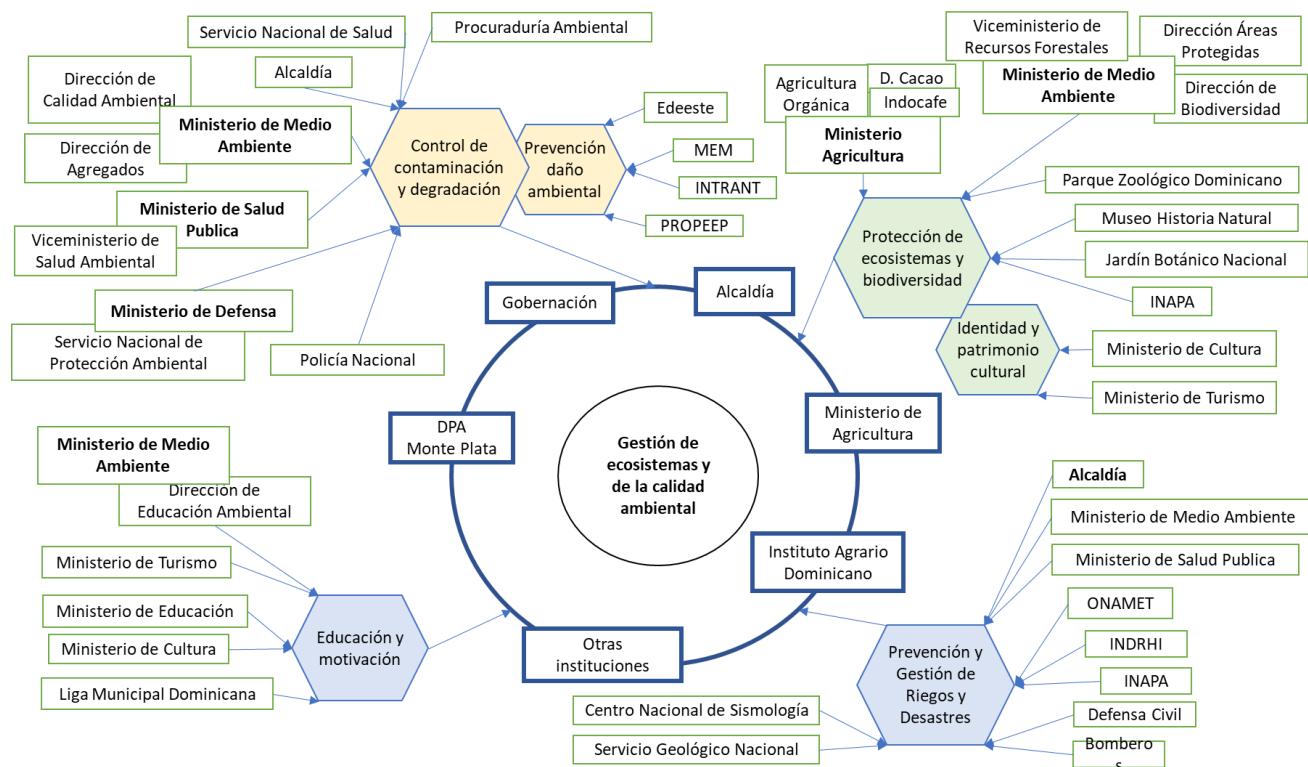 Servicio Nacional de Salud
Procuraduría Ambiental
Alcaldía
Dirección de
Calidad Ambiental
Ministerio de Medio
Ambiente
Dirección de
Agregados
Ministerio de Salud
Publica
Viceministerio de
Salud Ambiental
Ministerio de Defensa
Servicio Nacional de
Protección Ambiental
Policía Nacional
Control de
contaminación
y degradación
Prevención
daño
ambiental
Edeeste
MEM
INTRANT
PROPEEP
Agricultura
Orgánica
D. Cacao
Indocafe
Ministerio
Agricultura
Viceministerio de
Recursos Forestales
Dirección Áreas
Protegidas
Ministerio de Medio
Ambiente
Dirección de
Biodiversidad
Parque Zoológico Dominicano
Museo Historia Natural
Jardín Botánico Nacional
INAPA
Protección de
ecosistemas y
biodiversidad
Identidad y
patrimonio
cultural
Ministerio de Cultura
Ministerio de Turismo
Gobernación
Alcaldía
DPA
Monte Plata
Ministerio de
Agricultura
Gestión de
ecosistemas y
de la calidad
ambiental
Instituto Agrario
Dominicano
Otras
instituciones
Ministerio de Medio
Ambiente
Dirección de
Educación Ambiental
Ministerio de Turismo
Ministerio de Educación
Ministerio de Cultura
Liga Municipal Dominicana
Educación y
motivación
Alcaldía
Ministerio de Medio Ambiente
Ministerio de Salud Publica
ONAMET
INDRHI
INAPA
Defensa Civil
Bombero
s
Prevención y
Gestión de
Riegos y
Desastres
Centro Nacional de Sismología
Servicio Geológico Nacional